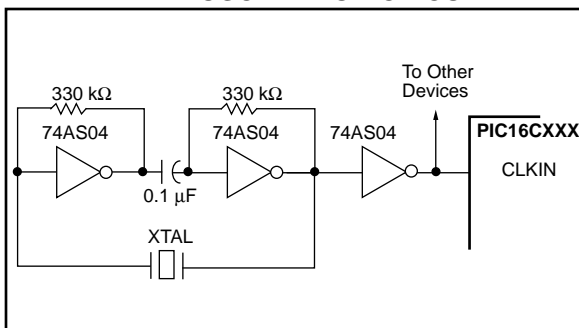 To Other
Devices
330 kΩ
330 kΩ
74AS04
74AS04
74AS04
PIC16CXXX
CLKIN
0.1 µF
XTAL